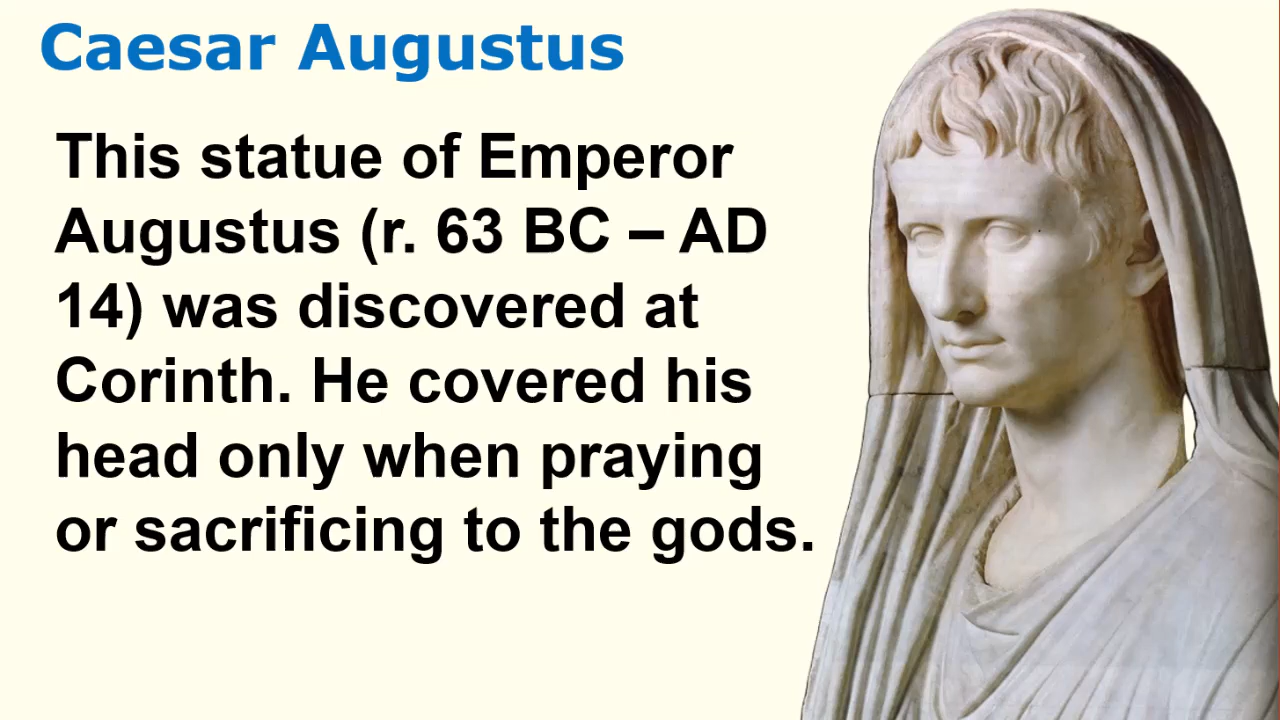 Caesar Augustus
This statue of Emperor
Augustus (r. 63 BC – AD
14) was discovered at
Corinth. He covered his
head only when praying
or sacrificing to the gods.